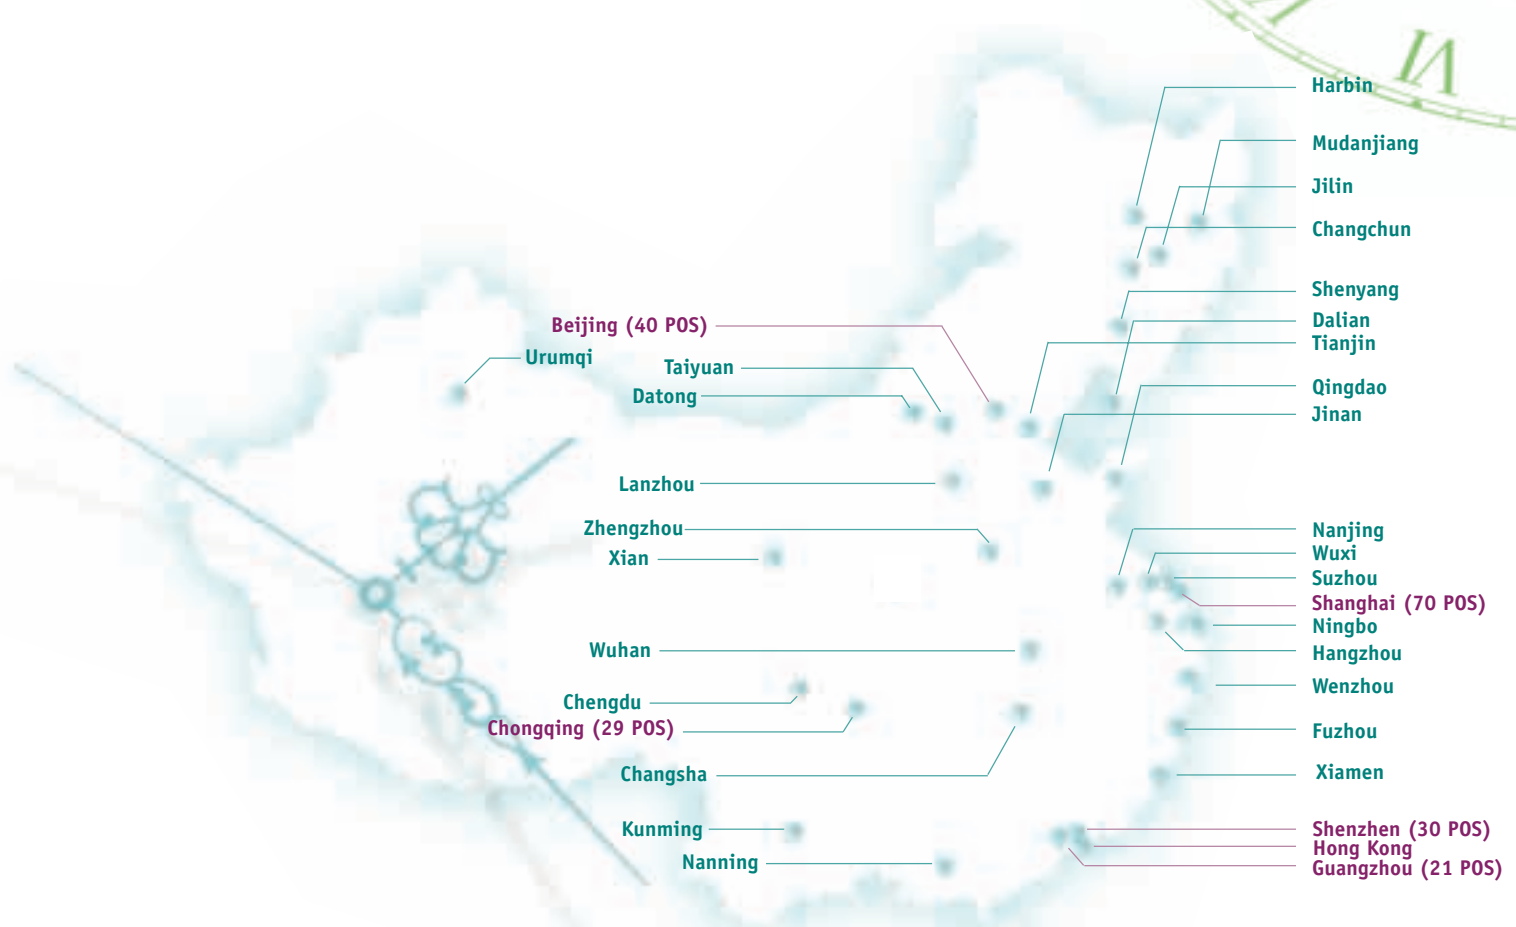 VI
Harbin
Mudanjiang
Jilin
Changchun
Shenyang
Dalian
Tianjin
Qingdao
Jinan
Beijing (40 POS)
Urumqi
Taiyuan
Datong
Lanzhou
Zhengzhou
Xian
Wuhan
Chengdu
Chongqing (29 POS)
Changsha
Kunming
Nanning
Nanjing
Wuxi
Suzhou
Shanghai (70 POS)
Ningbo
Hangzhou
Wenzhou
Fuzhou
Xiamen
Shenzhen (30 POS)
Hong Kong
Guangzhou (21 POS)